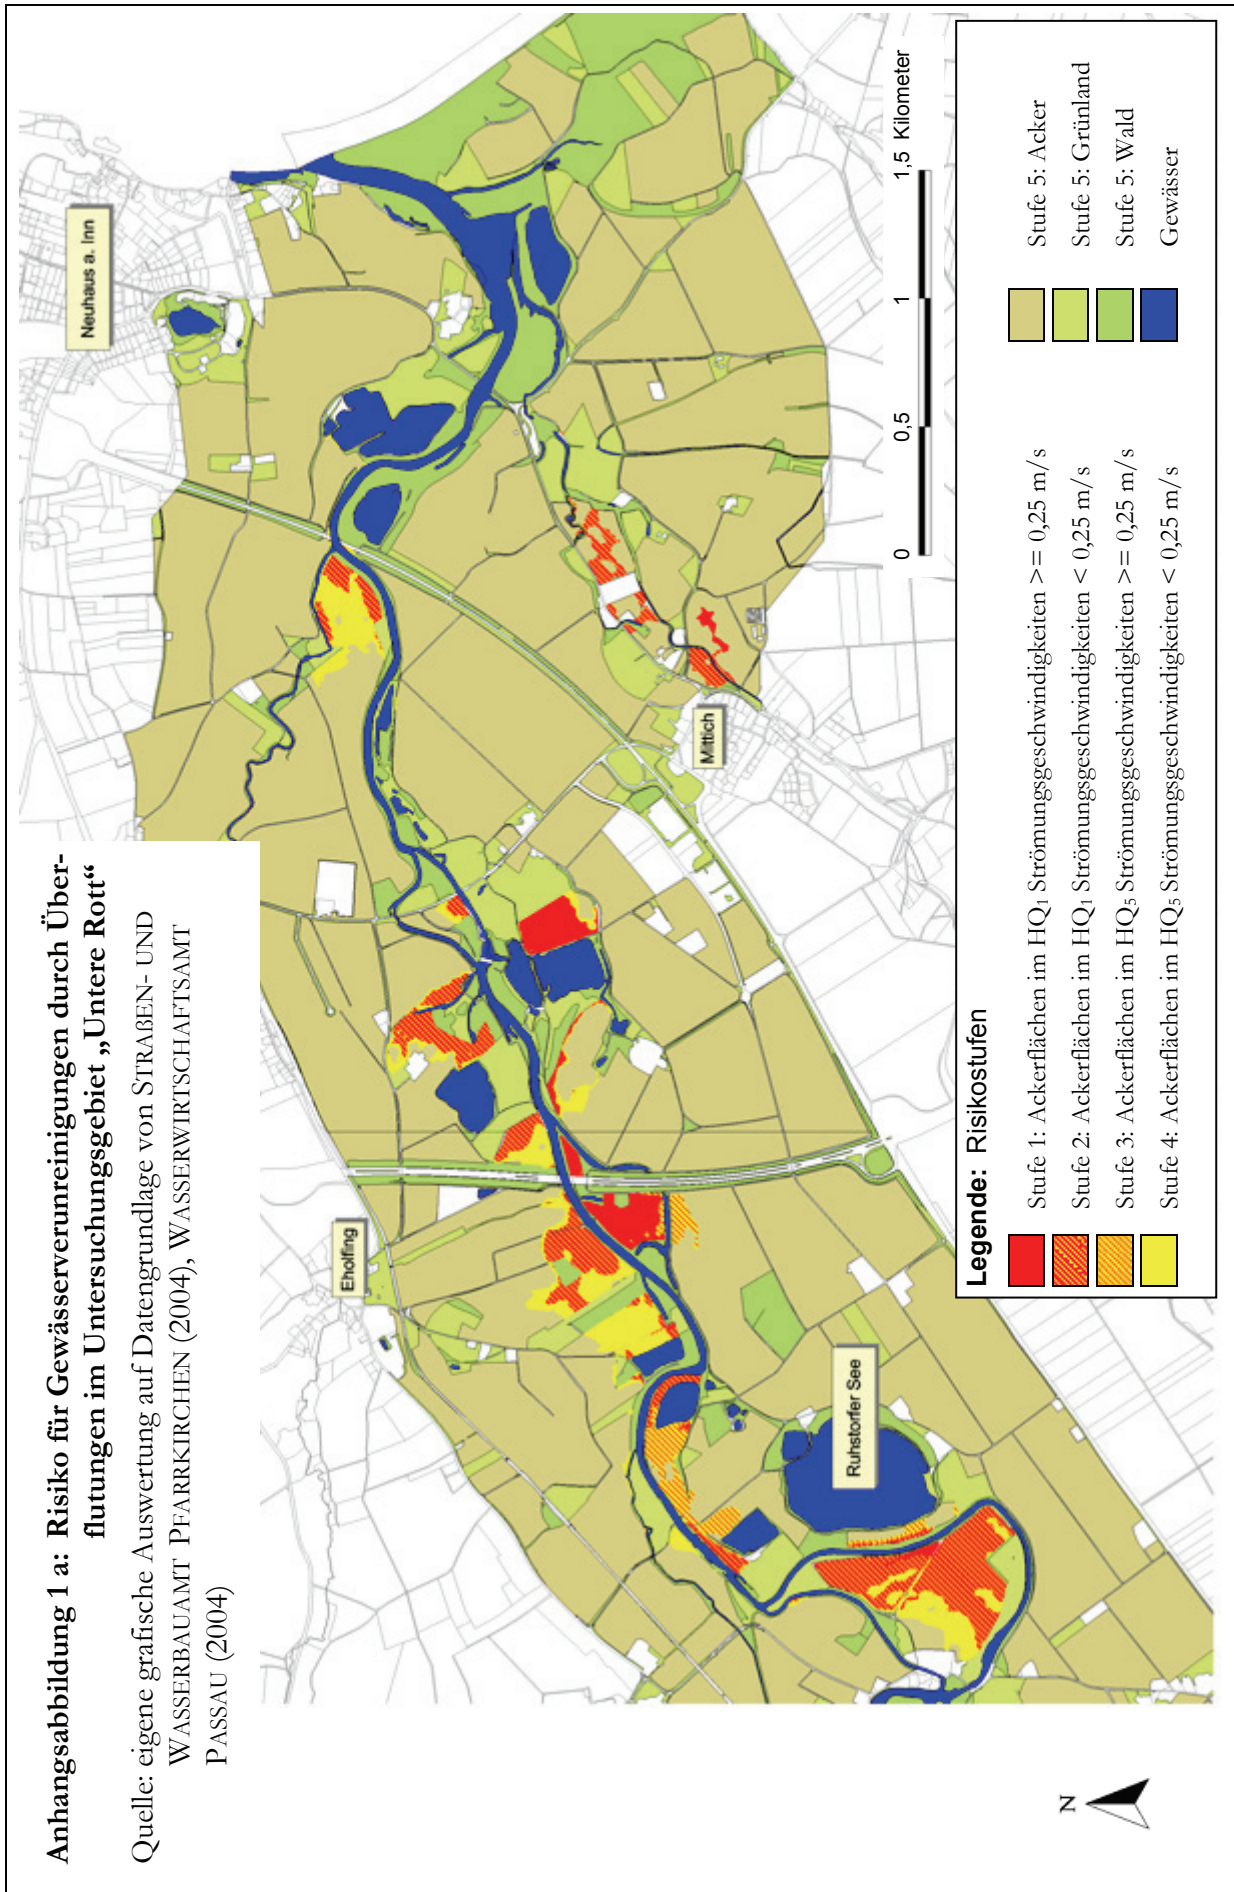 Anhangsabbildung 1 a: Risiko für Gewässerverunreinigungen durch Über-
flutungen im Untersuchungsgebiet „Untere Rott“
Quelle: eigene grafische Auswertung auf Datengrundlage von STRAßEN- UND
WASSERBAUAMT PFARRKIRCHEN (2004), WASSERWIRTSCHAFTSAMT
PASSAU (2004)
Neuhaus a. Inn
Eholfing
Mittich
Ruhstorfer See
N
0 0,5 1 1,5 Kilometer
Legende: Risikostufen
Stufe 1: Ackerflächen im HQ1 Strömungsgeschwindigkeiten >= 0,25 m/s
Stufe 2: Ackerflächen im HQ1 Strömungsgeschwindigkeiten < 0,25 m/s
Stufe 3: Ackerflächen im HQ5 Strömungsgeschwindigkeiten >= 0,25 m/s
Stufe 4: Ackerflächen im HQ5 Strömungsgeschwindigkeiten < 0,25 m/s
Stufe 5: Acker
Stufe 5: Grünland
Stufe 5: Wald
Gewässer